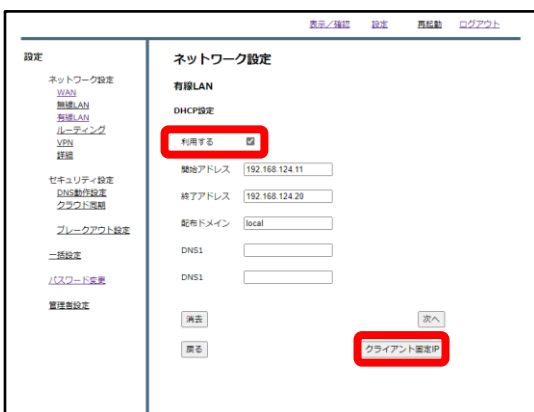 表示／確認 設定 再起動 ログアウト
設定
ネットワーク設定
WAN
無線LAN
有線LAN
ルーティング
VPN
詳細
セキュリティ設定
DNS動作設定
クラウド同期
ブレークアウト設定
一括設定
パスワード変更
管理者設定
ネットワーク設定
有線LAN
DHCP設定
利用する
開始アドレス 192.168.124.11
終了アドレス 192.168.124.20
配布ドメイン local
DNS1
DNS1
消去 次へ
戻る クライアント固定IP